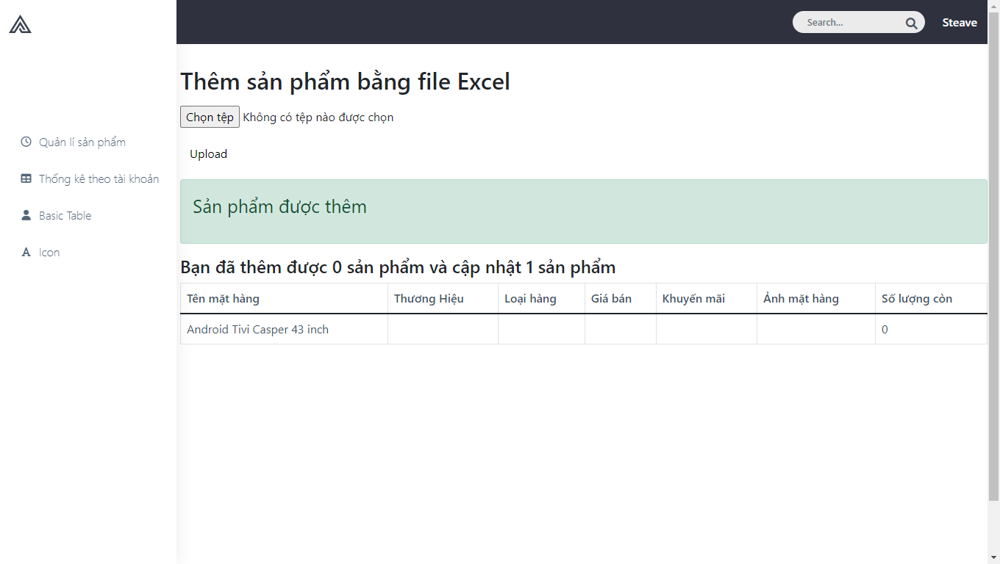 Search...
Steave
Quản lí sản phẩm
Thống kê theo tài khoản
Basic Table
Icon
Thêm sản phẩm bằng file Excel
Chọn tệp Không có tệp nào được chọn
Upload
Sản phẩm được thêm
Bạn đã thêm được 0 sản phẩm và cập nhật 1 sản phẩm
Tên mặt hàng Thương Hiệu Loại hàng Giá bán Khuyến mãi Ảnh mặt hàng Số lượng còn
Android Tivi Casper 43 inch 0